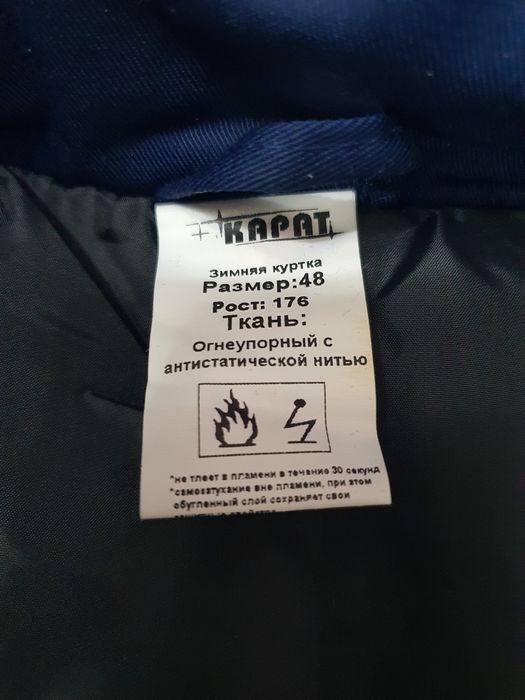 КАРАТ
Зимняя куртка
Размер:48
Рост: 176
Ткань:
Огнеупорный с
антистатической нитью
*не тлеет в пламени в течение 30 секунд
*самозатухание вне пламени, при этом
обугленный слой сохраняет свои